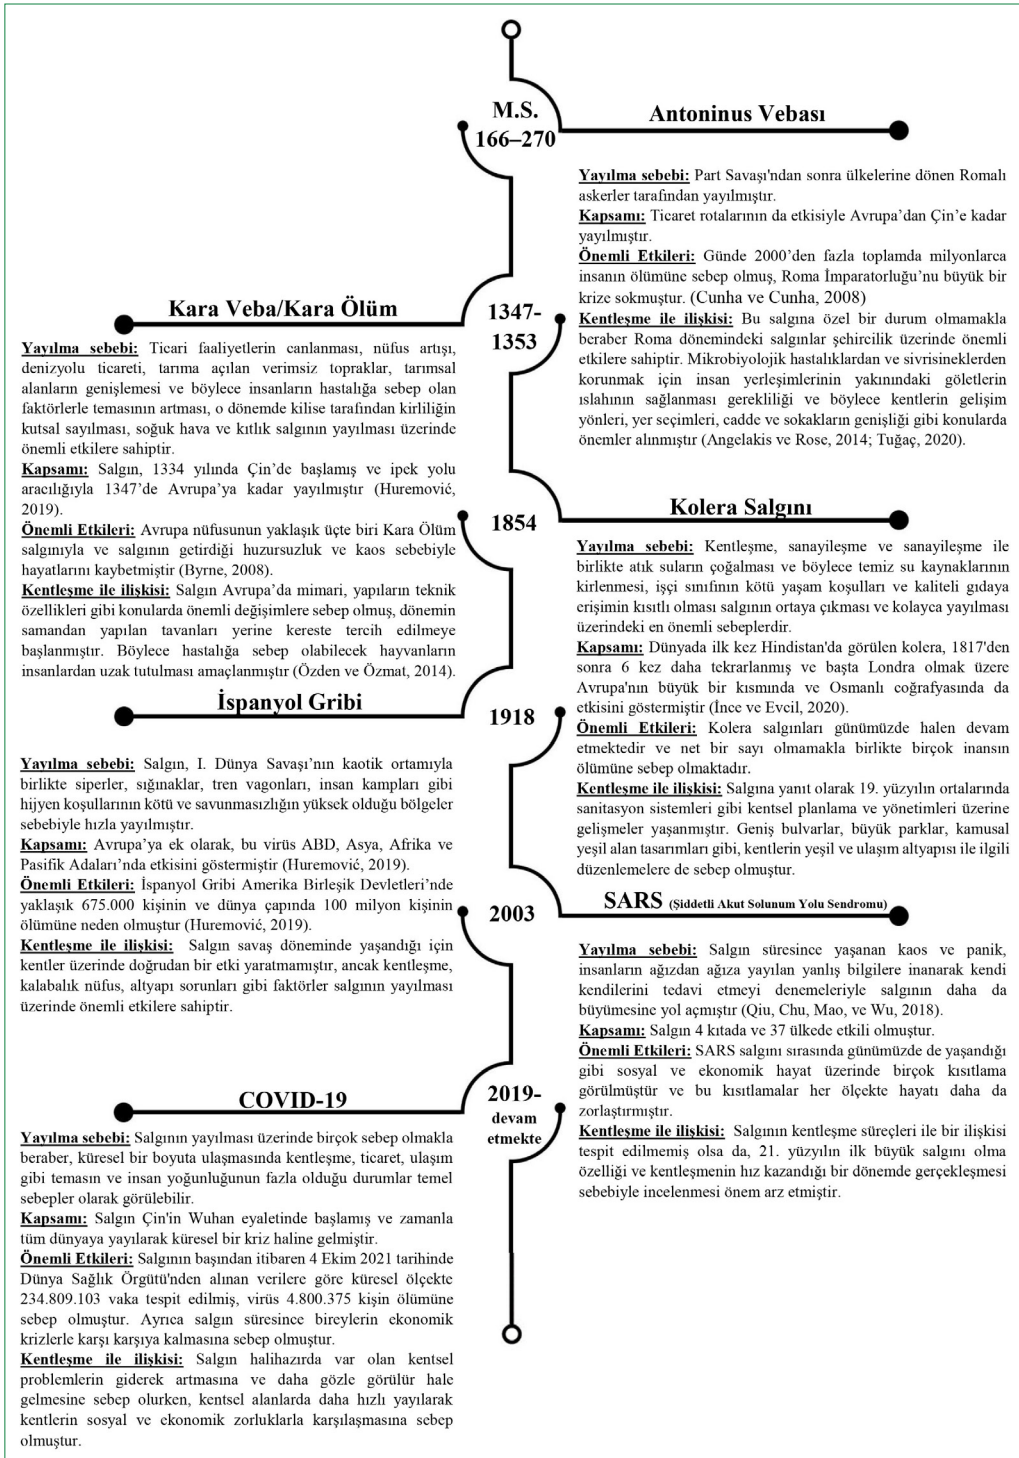 M.S.
166–270
Antoninus Vebası
Yayılma sebebi: Part Savaşı'ndan sonra ülkelerine dönen Romalı
askerler tarafından yayılmıştır.
Kapsamı: Ticaret rotalarının da etkisiyle Avrupa’dan Çin’e kadar
yayılmıştır.
Önemli Etkileri: Günde 2000’den fazla toplamda milyonlarca
insanın ölümüne sebep olmuş, Roma İmparatorluğu’nu büyük bir
krize sokmuştur. (Cunha ve Cunha, 2008)
Kentleşme ile ilişkisi: Bu salgına özel bir durum olmamakla
beraber Roma dönemindeki salgınlar şehircilik üzerinde önemli
etkilere sahiptir. Mikrobiyolojik hastalıklardan ve sivrisineklerden
korunmak için insan yerleşimlerinin yakınındaki göletlerin
ıslahının sağlanması gerekliliği ve böylece kentlerin gelişim
yönleri, yer seçimleri, cadde ve sokakların genişliği gibi konularda
önemler alınmıştır (Angelakis ve Rose, 2014; Tuğaç, 2020).
Kara Veba/Kara Ölüm
1347-
1353
Yayılma sebebi: Ticari faaliyetlerin canlanması, nüfus artışı,
denizyolu ticareti, tarıma açılan verimsiz topraklar, tarımsal
alanların genişlemesi ve böylece insanların hastalığa sebep olan
faktörlerle temasının artması, o dönemde kilise tarafından kirliliğin
kutsal sayılması, soğuk hava ve kıtlık salgının yayılması üzerinde
önemli etkilere sahiptir.
Kapsamı: Salgın, 1334 yılında Çin’de başlamış ve ipek yolu
aracılığıyla 1347’de Avrupa’ya kadar yayılmıştır (Huremović,
2019).
Önemli Etkileri: Avrupa nüfusunun yaklaşık üçte biri Kara Ölüm
salgınıyla ve salgının getirdiği huzursuzluk ve kaos sebebiyle
hayatlarını kaybetmiştir (Byrne, 2008).
Kentleşme ile ilişkisi: Salgın Avrupa’da mimari, yapıların teknik
özellikleri gibi konularda önemli değişimlere sebep olmuş, dönemin
samandan yapılan tavanları yerine kereste tercih edilmeye
başlanmıştır. Böylece hastalığa sebep olabilecek hayvanların
insanlardan uzak tutulması amaçlanmıştır (Özden ve Özmat, 2014).
1854
Kolera Salgını
Yayılma sebebi: Kentleşme, sanayileşme ve sanayileşme ile
birlikte atık suların çoğalması ve böylece temiz su kaynaklarının
kirlenmesi, işçi sınıfının kötü yaşam koşulları ve kaliteli gıdaya
erişimin kısıtlı olması salgının ortaya çıkması ve kolayca yayılması
üzerindeki en önemli sebeplerdir.
Kapsamı: Dünyada ilk kez Hindistan'da görülen kolera, 1817'den
sonra 6 kez daha tekrarlanmış ve başta Londra olmak üzere
Avrupa'nın büyük bir kısmında ve Osmanlı coğrafyasında da
etkisini göstermiştir (İnce ve Evcil, 2020).
Önemli Etkileri: Kolera salgınları günümüzde halen devam
etmektedir ve net bir sayı olmamakla birlikte birçok inansın
ölümüne sebep olmaktadır.
Kentleşme ile ilişkisi: Salgına yanıt olarak 19. yüzyılın ortalarında
sanitasyon sistemleri gibi kentsel planlama ve yönetimleri üzerine
gelişmeler yaşanmıştır. Geniş bulvarlar, büyük parklar, kamusal
yeşil alan tasarımları gibi, kentlerin yeşil ve ulaşım altyapısı ile ilgili
düzenlemelere de sebep olmuştur.
İspanyol Gribi
1918
Yayılma sebebi: Salgın, I. Dünya Savaşı’nın kaotik ortamıyla
birlikte siperler, sığınaklar, tren vagonları, insan kampları gibi
hijyen koşullarının kötü ve savunmasızlığın yüksek olduğu bölgeler
sebebiyle hızla yayılmıştır.
Kapsamı: Avrupa’ya ek olarak, bu virüs ABD, Asya, Afrika ve
Pasifik Adaları’nda etkisini göstermiştir (Huremović, 2019).
Önemli Etkileri: İspanyol Gribi Amerika Birleşik Devletleri’nde
yaklaşık 675.000 kişinin ve dünya çapında 100 milyon kişinin
ölümüne neden olmuştur (Huremović, 2019).
Kentleşme ile ilişkisi: Salgın savaş döneminde yaşandığı için
kentler üzerinde doğrudan bir etki yaratmamıştır, ancak kentleşme,
kalabalık nüfus, altyapı sorunları gibi faktörler salgının yayılması
üzerinde önemli etkilere sahiptir.
2003
SARS (Şiddetli Akut Solunum Yolu Sendromu)
Yayılma sebebi: Salgın süresince yaşanan kaos ve panik,
insanların ağızdan ağıza yayılan yanlış bilgilere inanarak kendi
kendilerini tedavi etmeyi denemeleriyle salgının daha da
büyümesine yol açmıştır (Qiu, Chu, Mao, ve Wu, 2018).
Kapsamı: Salgın 4 kıtada ve 37 ülkede etkili olmuştur.
Önemli Etkileri: SARS salgını sırasında günümüzde de yaşandığı
gibi sosyal ve ekonomik hayat üzerinde birçok kısıtlama
görülmüştür ve bu kısıtlamalar her ölçekte hayatı daha da
zorlaştırmıştır.
Kentleşme ile ilişkisi: Salgının kentleşme süreçleri ile bir ilişkisi
tespit edilmemiş olsa da, 21. yüzyılın ilk büyük salgını olma
özelliği ve kentleşmenin hız kazandığı bir dönemde gerçekleşmesi
sebebiyle incelenmesi önem arz etmiştir.
COVID-19
2019-
devam
etmekte
Yayılma sebebi: Salgının yayılması üzerinde birçok sebep olmakla
beraber, küresel bir boyuta ulaşmasında kentleşme, ticaret, ulaşım
gibi temasın ve insan yoğunluğunun fazla olduğu durumlar temel
sebepler olarak görülebilir.
Kapsamı: Salgın Çin'in Wuhan eyaletinde başlamış ve zamanla
tüm dünyaya yayılarak küresel bir kriz haline gelmiştir.
Önemli Etkileri: Salgının başından itibaren 4 Ekim 2021 tarihinde
Dünya Sağlık Örgütü'nden alınan verilere göre küresel ölçekte
234.809.103 vaka tespit edilmiş, virüs 4.800.375 kişin ölümüne
sebep olmuştur. Ayrıca salgın süresince bireylerin ekonomik
krizlerle karşı karşıya kalmasına sebep olmuştur.
Kentleşme ile ilişkisi: Salgın halihazırda var olan kentsel
problemlerin giderek artmasına ve daha gözle görülür hale
gelmesine sebep olurken, kentsel alanlarda daha hızlı yayılarak
kentlerin sosyal ve ekonomik zorluklarla karşılaşmasına sebep
olmuştur.